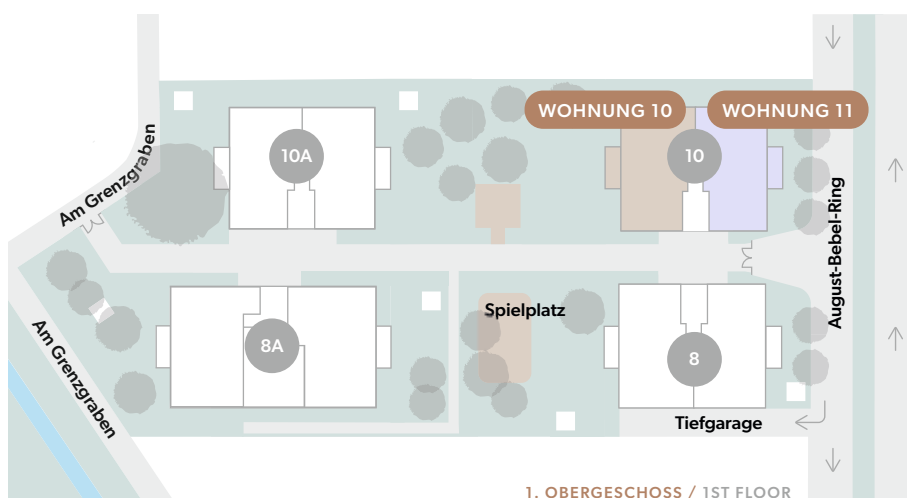 WOHNUNG 10
WOHNUNG 11
Am Grenzgraben
10A
10
August-Bebel-Ring
Spielplatz
8A
8
Am Grenzgraben
Tiefgarage
1. OBERGESCHOSS / 1ST FLOOR